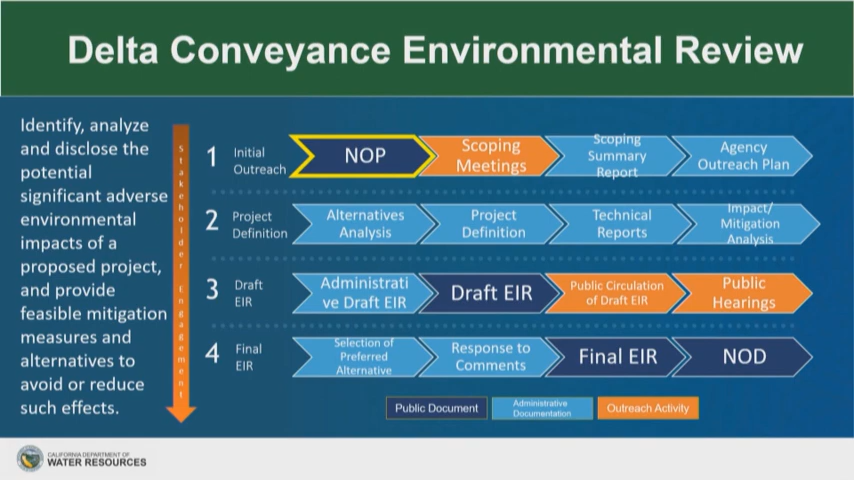 Delta Conveyance Environmental Review
Identify, analyze
and disclose the
potential
significant adverse
environmental
impacts of a
proposed project,
and provide
feasible mitigation
measures and
alternatives to
avoid or reduce
such effects.
Stakeholder Engagement
1
Initial
Outreach
NOP
Scoping
Meetings
Scoping
Summary
Report
Agency
Outreach Plan
2
Project
Definition
Alternatives
Analysis
Project
Definition
Technical
Reports
Impact/
Mitigation
Analysis
3
Draft
EIR
Administrati
ve Draft EIR
Draft EIR
Public Circulation
of Draft EIR
Public
Hearings
4
Final
EIR
Selection of
Preferred
Alternative
Response to
Comments
Final EIR
NOD
Public Document
Administrative
Documentation
Outreach Activity
CALIFORNIA DEPARTMENT OF
WATER RESOURCES